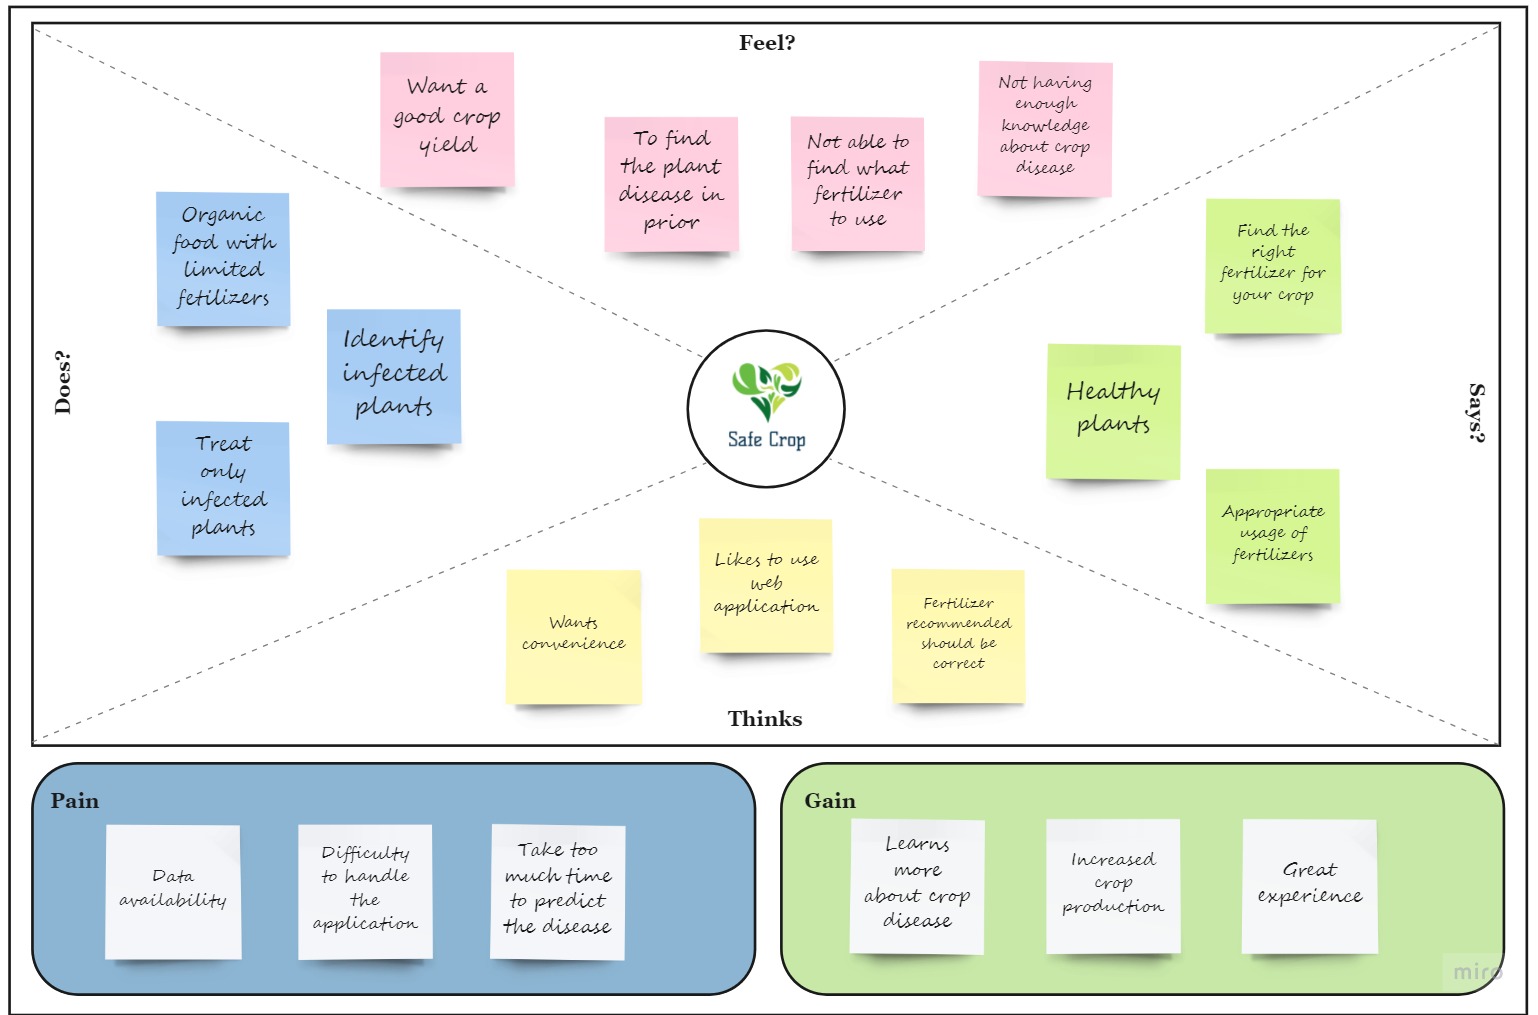 Feel?
Want a
good crop
yield
To find
the plant
disease in
prior
Not able to
find what
fertilizer
to use
Not having
enough
knowledge
about crop
disease
Does?
Organic
food with
limited
fetilizers
Identify
infected
plants
Treat
only
infected
plants
Safe Crop
Says?
Find the
right
fertilizer for
your crop
Healthy
plants
Appropriate
usage of
fertilizers
Wants
convenience
Likes to use
web
application
Fertilizer
recommended
should be
correct
Thinks
Pain
Data
availability
Difficulty
to handle
the
application
Take too
much time
to predict
the disease
Gain
Learns
more
about crop
disease
Increased
crop
production
Great
experience
miro